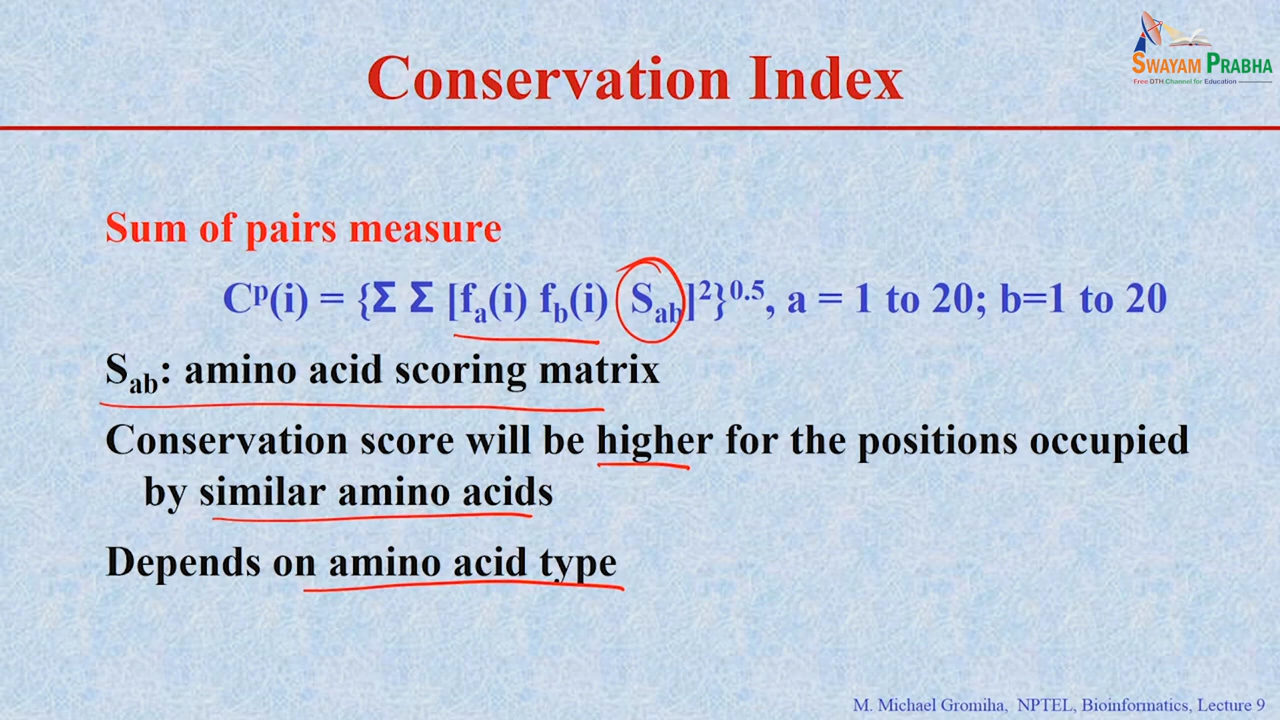 Conservation Index
SWAYAM PRABHA
Free DTH Channel for Education
Sum of pairs measure
Cᵖ(i) = {Σ Σ [fₐ(i) f_b(i) S_ab]²}⁰·⁵, a = 1 to 20; b=1 to 20
S_ab: amino acid scoring matrix
Conservation score will be higher for the positions occupied
by similar amino acids
Depends on amino acid type
M. Michael Gromiha, NPTEL, Bioinformatics, Lecture 9